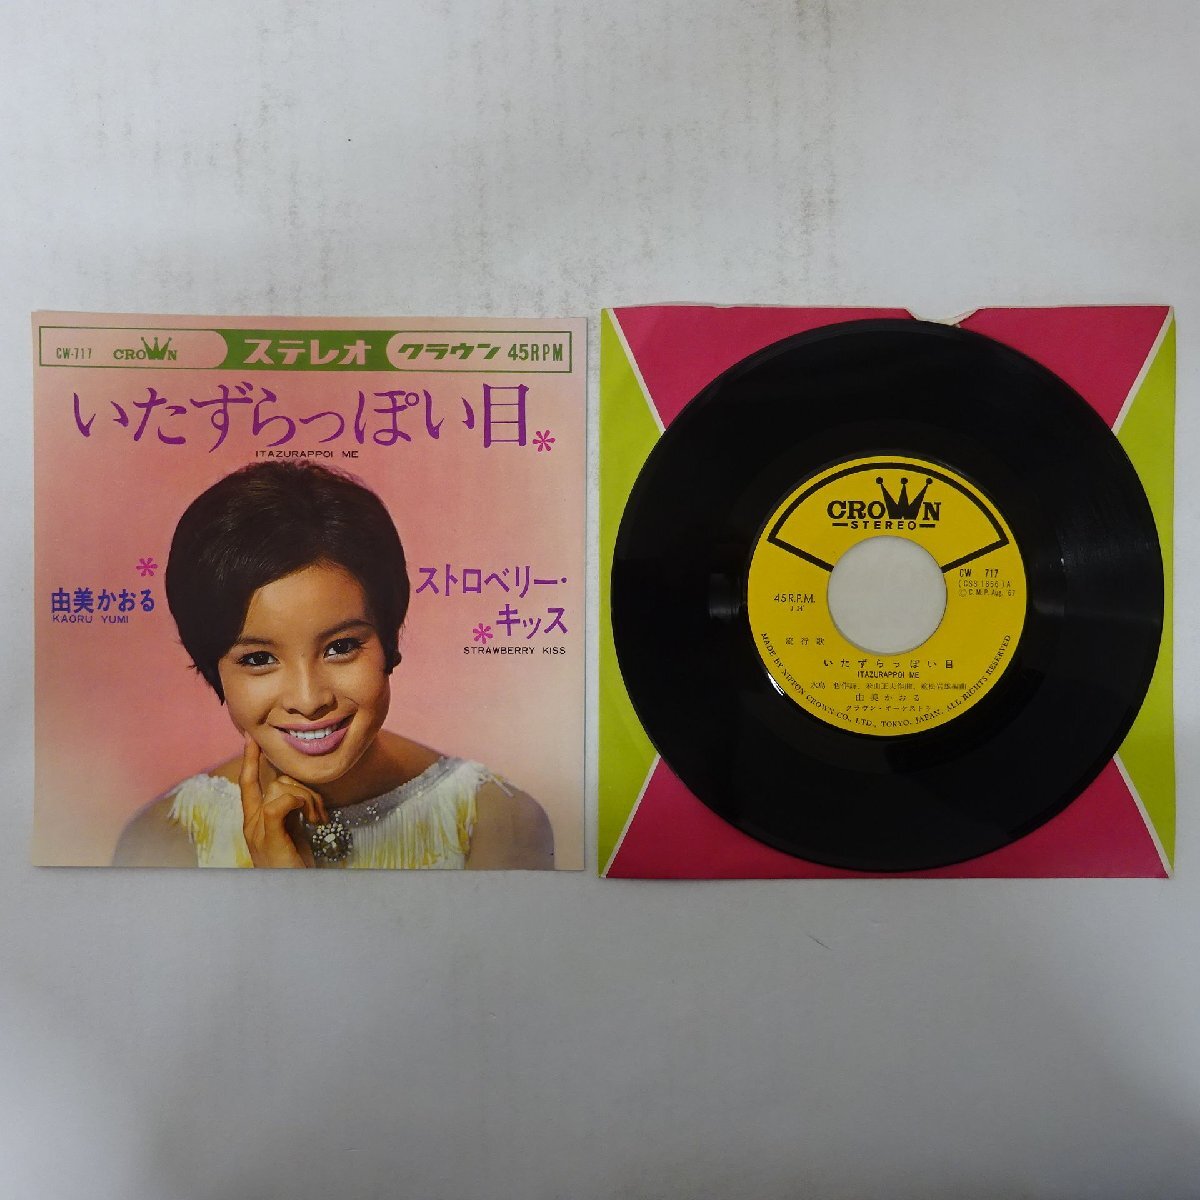 CW-717 CROWN ステレオ クラウン 45RPM
いたずらっぽい目
ITAZURAPPOI ME
由美かおる
KAORU YUMI
ストロベリー・
キッス
STRAWBERRY KISS
CROWN
STEREO
CW 717
(CSS-1856)A
Ⓒ C.M.P. Aug. 67
45R.P.M.
流行歌
いたずらっぽい目
ITAZURAPPOI ME
由美かおる
クラウン・オーケストラ
MADE BY NIPPON CROWN CO., LTD., TOKYO, JAPAN, ALL RIGHTS RESERVED